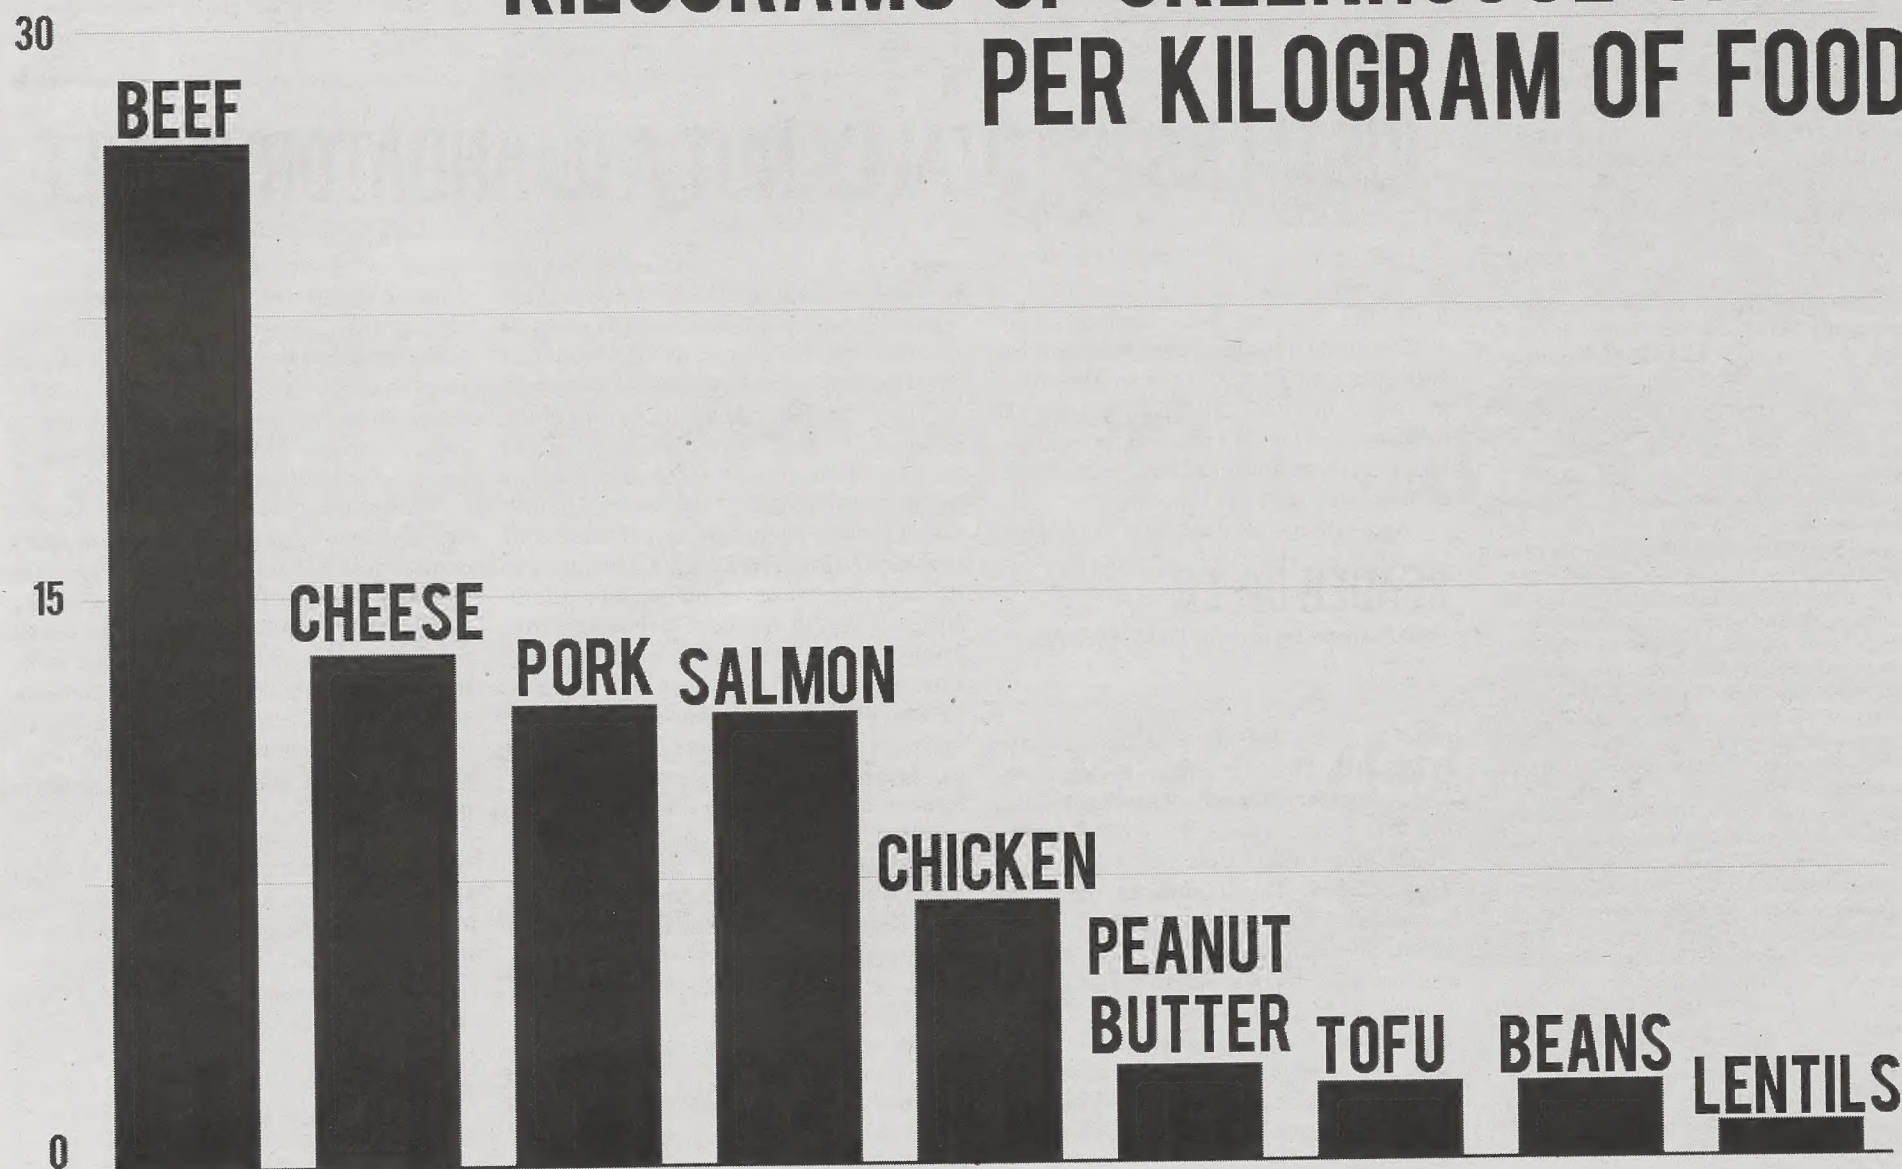 PER KILOGRAM OF FOOD
30
BEEF
15
CHEESE
PORK
SALMON
CHICKEN
PEANUT
BUTTER
TOFU
BEANS
LENTILS
0